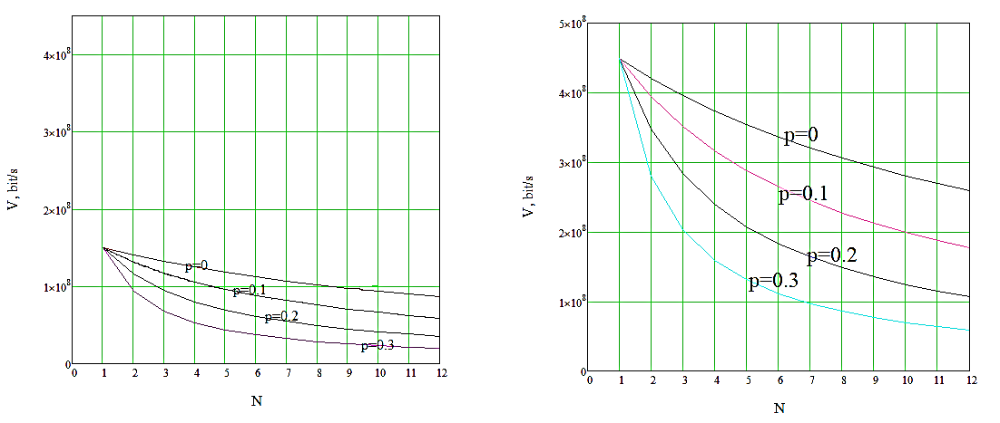 4×10⁸
3×10⁸
2×10⁸
1×10⁸
0
V, bit/s
p=0
p=0.1
p=0.2
p=0.3
0 1 2 3 4 5 6 7 8 9 10 11 12
N
5×10⁸
4×10⁸
3×10⁸
2×10⁸
1×10⁸
0
V, bit/s
p=0
p=0.1
p=0.2
p=0.3
0 1 2 3 4 5 6 7 8 9 10 11 12
N